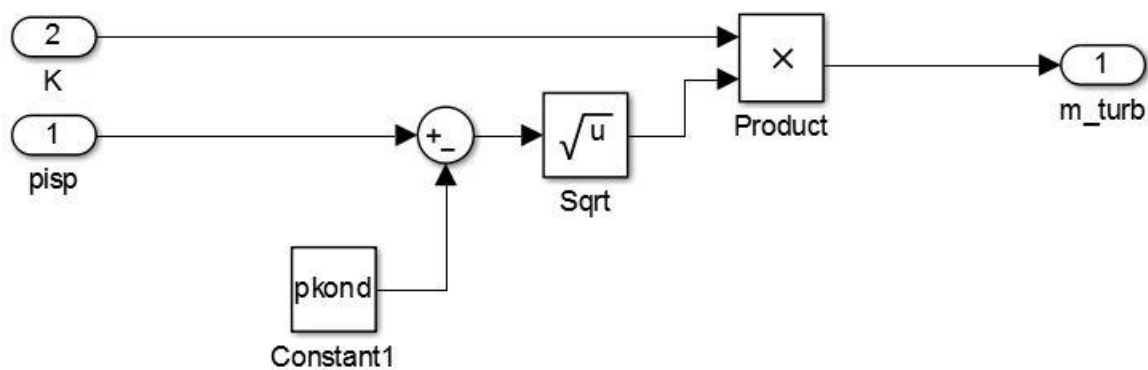 2
K
1
pisp
+
−
√u
Sqrt
pkond
Constant1
×
Product
1
m_turb